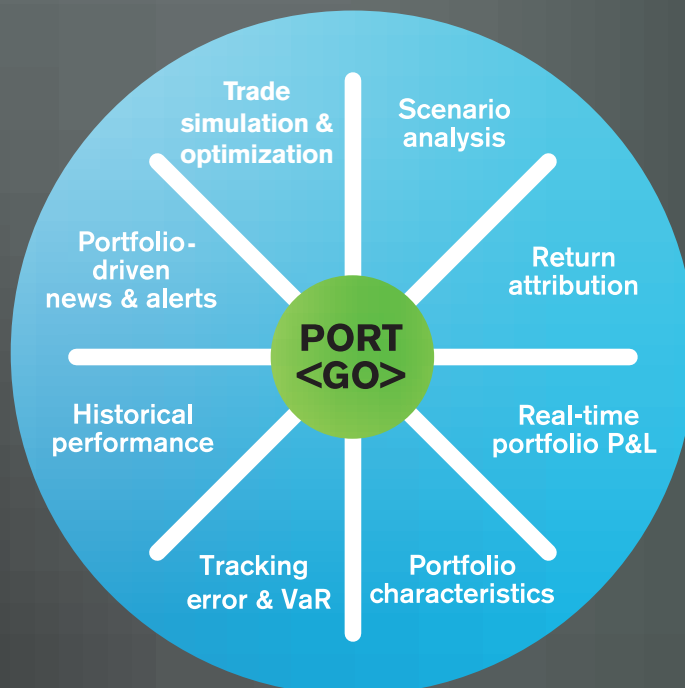 Trade
simulation &
optimization
Scenario
analysis
Return
attribution
Real-time
portfolio P&L
Portfolio
characteristics
Tracking
error & VaR
Historical
performance
Portfolio-
driven
news & alerts
PORT
<GO>